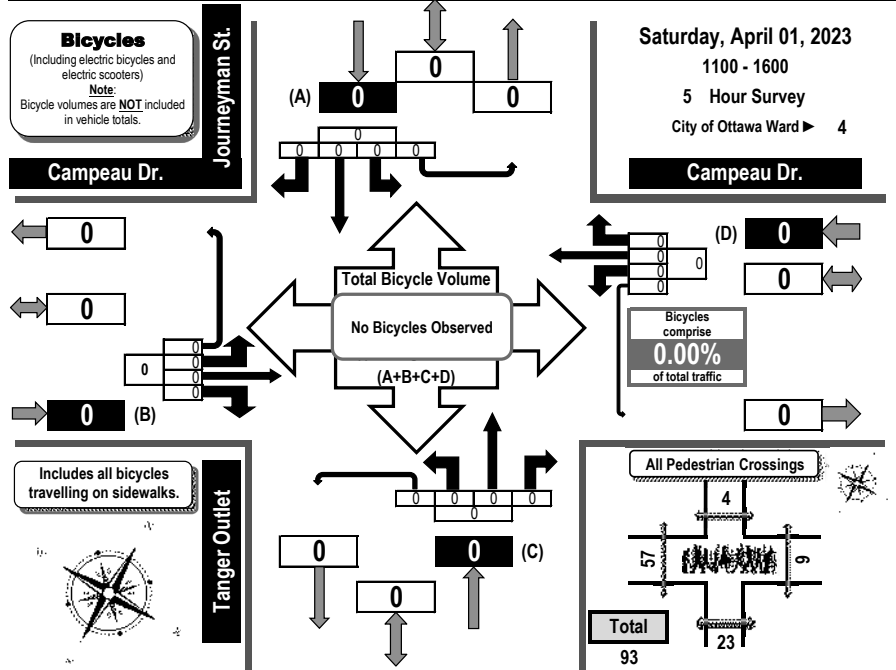 Bicycles
(Including electric bicycles and
electric scooters)
Note:
Bicycle volumes are NOT included
in vehicle totals.
Journeyman St.
Campeau Dr.
(A)
0
0
0
0
0
0
0
0
Saturday, April 01, 2023
1100 - 1600
5 Hour Survey
City of Ottawa Ward ► 4
Campeau Dr.
0
0
0
0
0
0
0
0
(B)
Total Bicycle Volume
No Bicycles Observed
(A+B+C+D)
0
0
0
0
0
(D)
0
0
Bicycles
comprise
0.00%
of total traffic
0
Includes all bicycles
travelling on sidewalks.
Tanger Outlet
0
0
0
0
0
0
0
(C)
0
All Pedestrian Crossings
4
57
9
23
Total
93